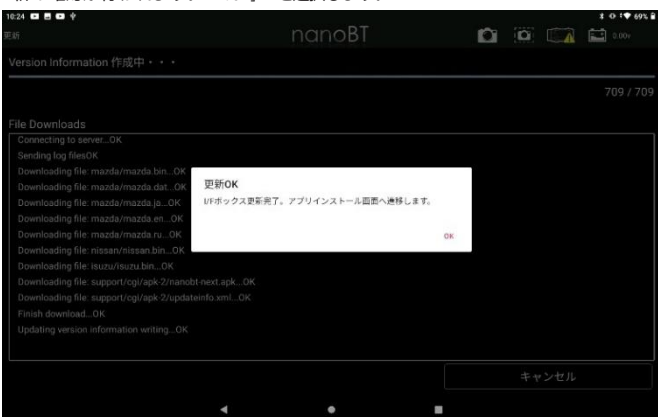 10:24 69%
更新 nanoBT 0.00v
Version Information 作成中・・・
709 / 709
File Downloads
Connecting to server...OK
Sending log filesOK
Downloading file: mazda/mazda.bin...OK
Downloading file: mazda/mazda.dat...OK
Downloading file: mazda/mazda.ja...OK
Downloading file: mazda/mazda.en...OK
Downloading file: mazda/mazda.ru...OK
Downloading file: nissan/nissan.bin...OK
Downloading file: isuzu/isuzu.bin...OK
Downloading file: support/cgi/apk-2/nanobt-next.apk...OK
Downloading file: support/cgi/apk-2/updateinfo.xml...OK
Finish download...OK
Updating version information writing...OK
更新OK
I/Fボックス更新完了。アプリインストール画面へ遷移します。
OK
キャンセル